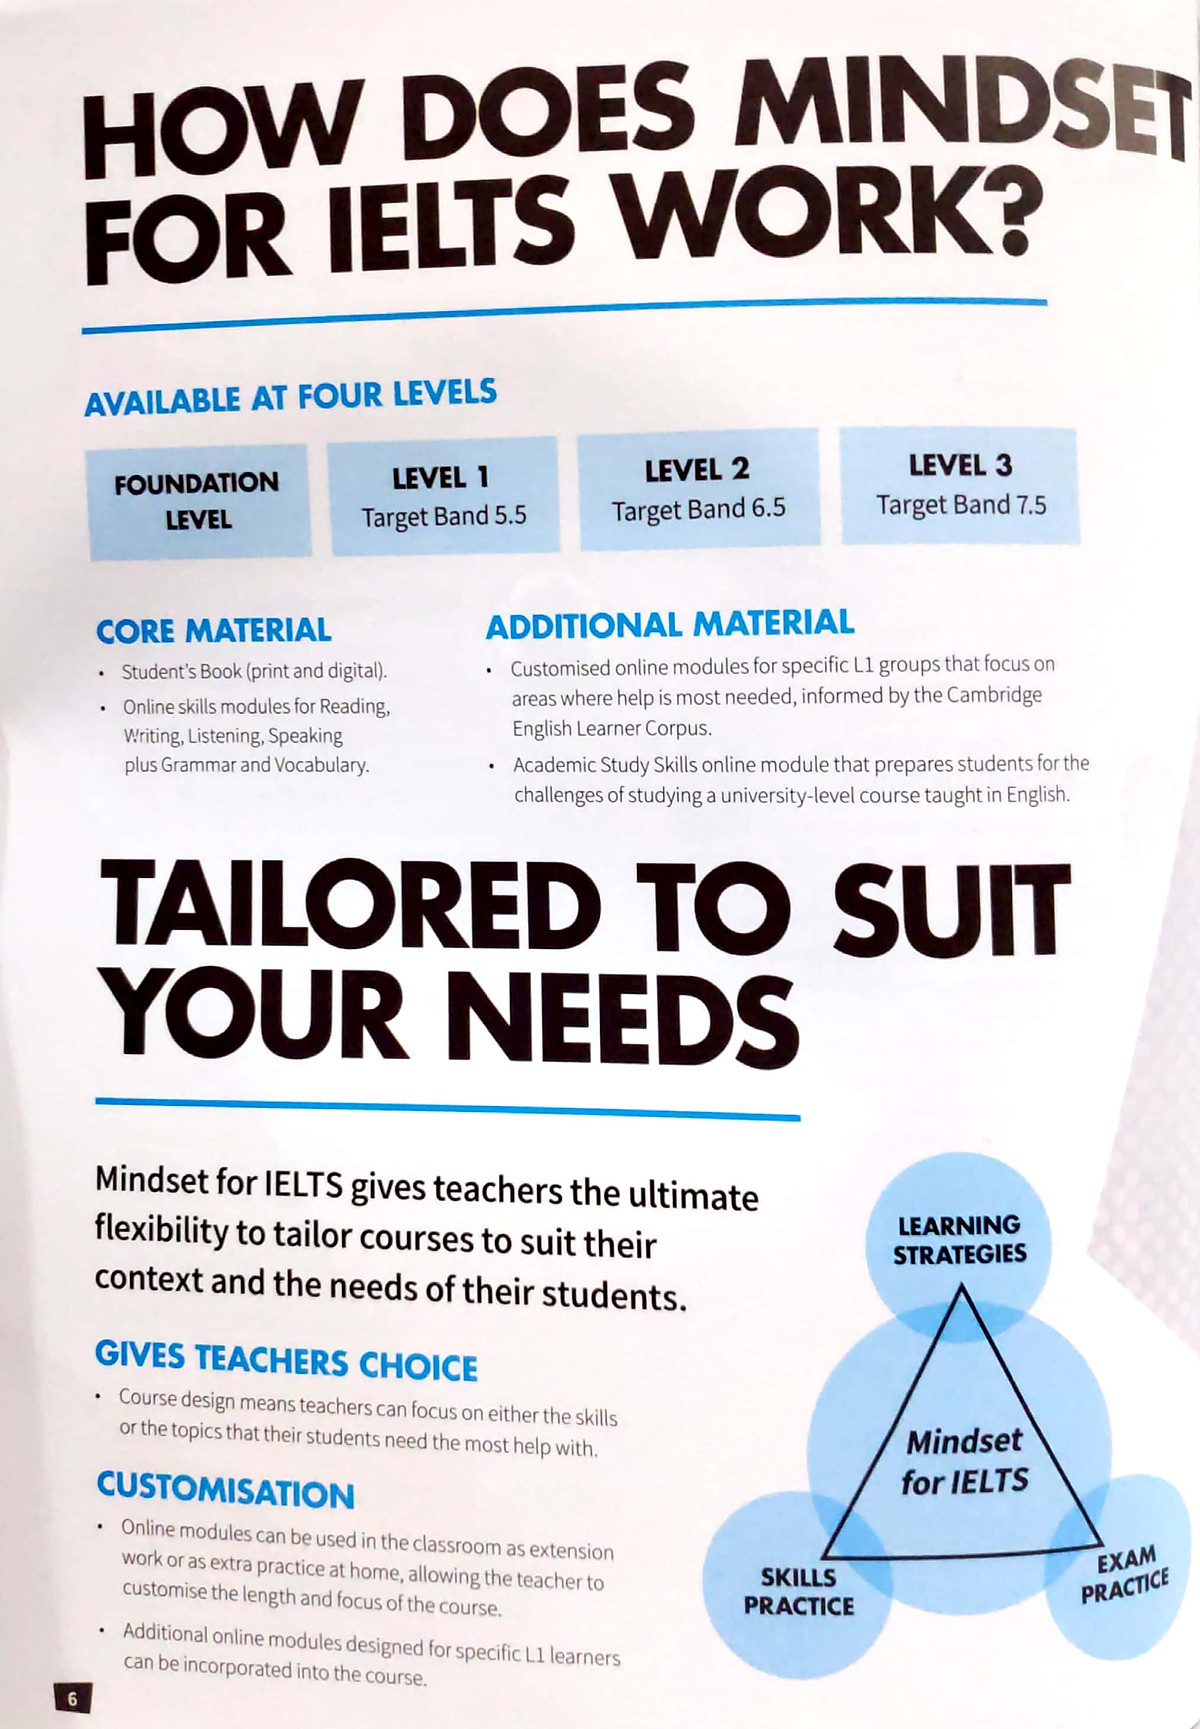 HOW DOES MINDSET
FOR IELTS WORK?
AVAILABLE AT FOUR LEVELS
FOUNDATION
LEVEL
LEVEL 1
Target Band 5.5
LEVEL 2
Target Band 6.5
LEVEL 3
Target Band 7.5
CORE MATERIAL
• Student's Book (print and digital).
• Online skills modules for Reading,
Writing, Listening, Speaking
plus Grammar and Vocabulary.
ADDITIONAL MATERIAL
• Customised online modules for specific L1 groups that focus on
areas where help is most needed, informed by the Cambridge
English Learner Corpus.
• Academic Study Skills online module that prepares students for the
challenges of studying a university-level course taught in English.
TAILORED TO SUIT
YOUR NEEDS
Mindset for IELTS gives teachers the ultimate
flexibility to tailor courses to suit their
context and the needs of their students.
GIVES TEACHERS CHOICE
• Course design means teachers can focus on either the skills
or the topics that their students need the most help with.
CUSTOMISATION
• Online modules can be used in the classroom as extension
work or as extra practice at home, allowing the teacher to
customise the length and focus of the course.
• Additional online modules designed for specific L1 learners
can be incorporated into the course.
LEARNING
STRATEGIES
Mindset
for IELTS
SKILLS
PRACTICE
EXAM
PRACTICE
6